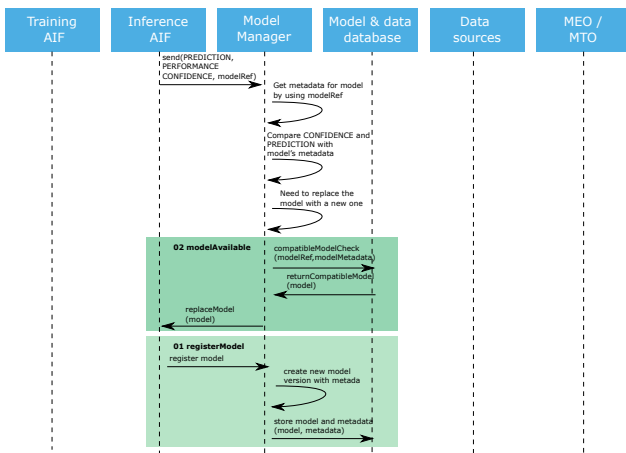 Training
AIF
Inference
AIF
Model
Manager
Model & data
database
Data
sources
MEO /
MTO
send(PREDICTION,
PERFORMANCE
CONFIDENCE, modelRef)
Get metadata for model
by using modelRef
Compare CONFIDENCE and
PREDICTION with
model's metadata
Need to replace the
model with a new one
02 modelAvailable
compatibleModelCheck
(modelRef,modelMetadata)
returnCompatibleModel
(model)
replaceModel
(model)
01 registerModel
register model
create new model
version with metada
store model and metadata
(model, metadata)